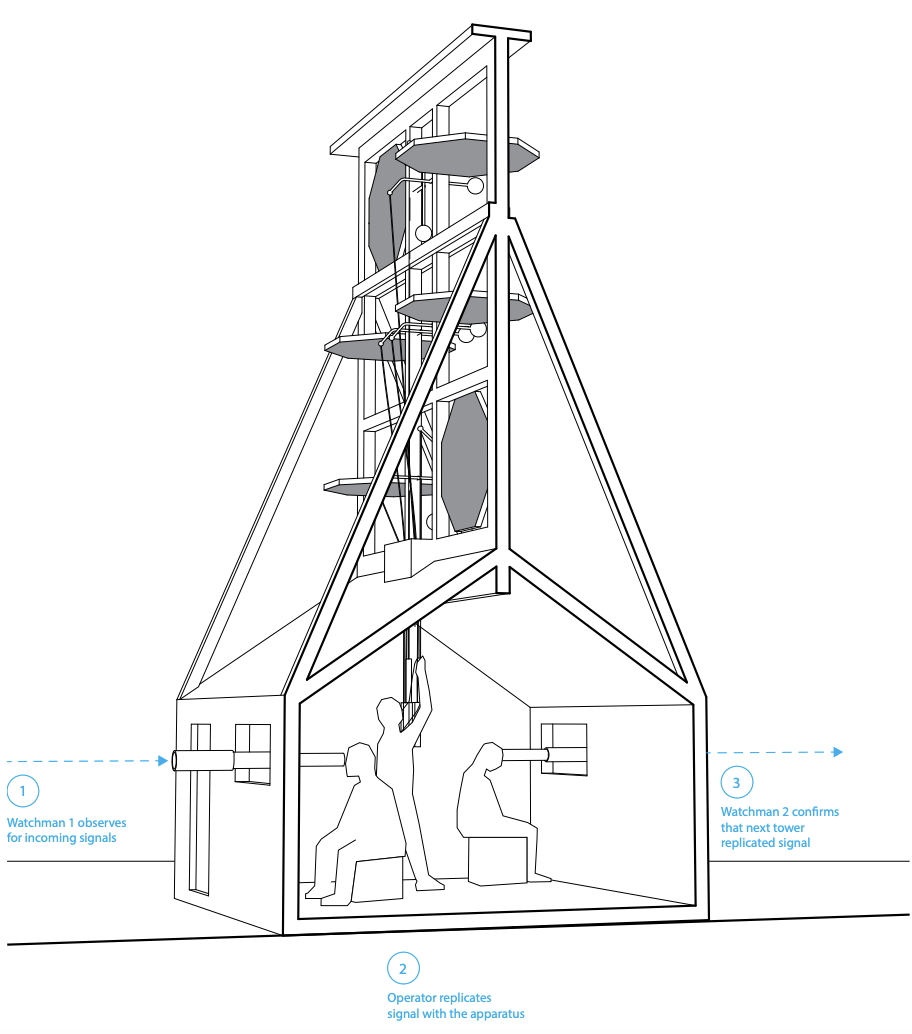 1
Watchman 1 observes
for incoming signals
3
Watchman 2 confirms
that next tower
replicated signal
2
Operator replicates
signal with the apparatus